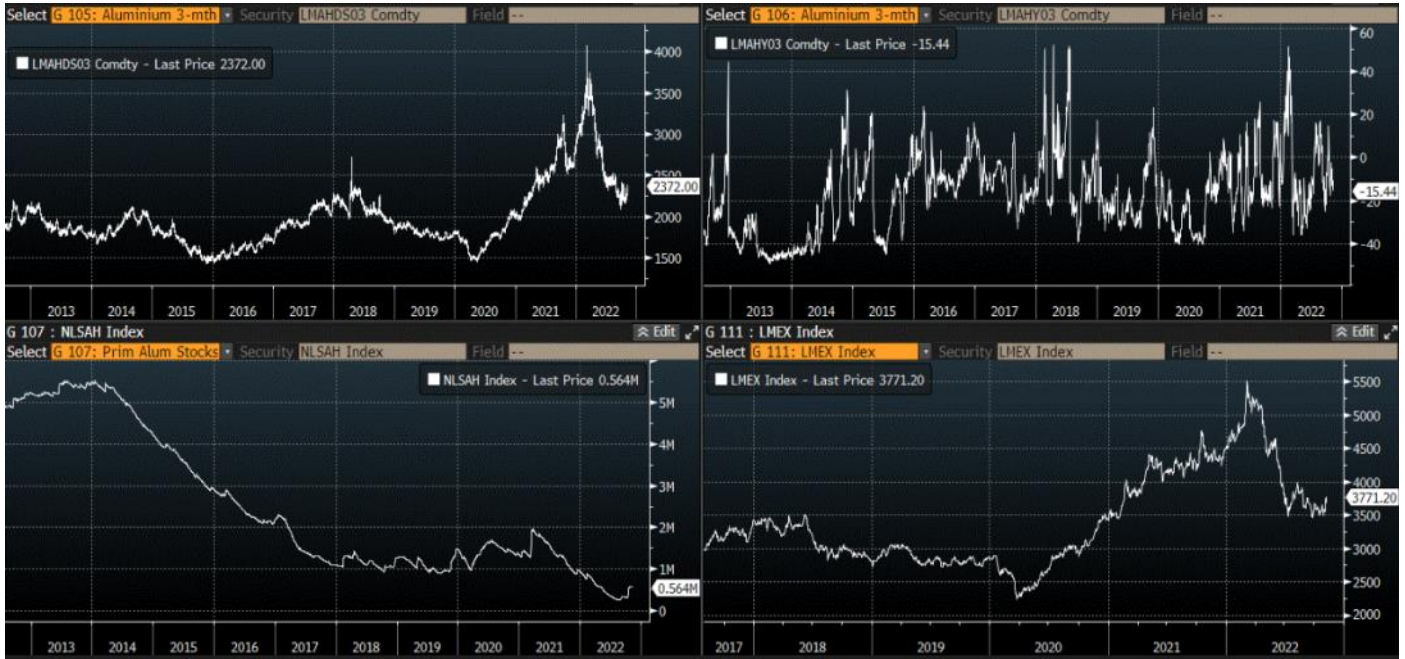 Select G 105: Aluminium 3-mth Security LMAHDS03 Comdty Field --
LMAHDS03 Comdty - Last Price 2372.00
4000
3500
3000
2500
2372.00
2000
1500
2013 2014 2015 2016 2017 2018 2019 2020 2021 2022
Select G 106: Aluminium 3-mth Security LMAHY03 Comdty Field --
LMAHY03 Comdty - Last Price -15.44
60
40
20
0
-15.44
-20
-40
2013 2014 2015 2016 2017 2018 2019 2020 2021 2022
G 107 : NLSAH Index Edit
Select G 107: Prim Alum Stocks Security NLSAH Index Field --
NLSAH Index - Last Price 0.564M
5M
4M
3M
2M
1M
0.564M
0
2013 2014 2015 2016 2017 2018 2019 2020 2021 2022
G 111 : LMEX Index Edit
Select G 111: LMEX Index Security LMEX Index Field --
LMEX Index - Last Price 3771.20
5500
5000
4500
4000
3771.20
3500
3000
2500
2000
2017 2018 2019 2020 2021 2022